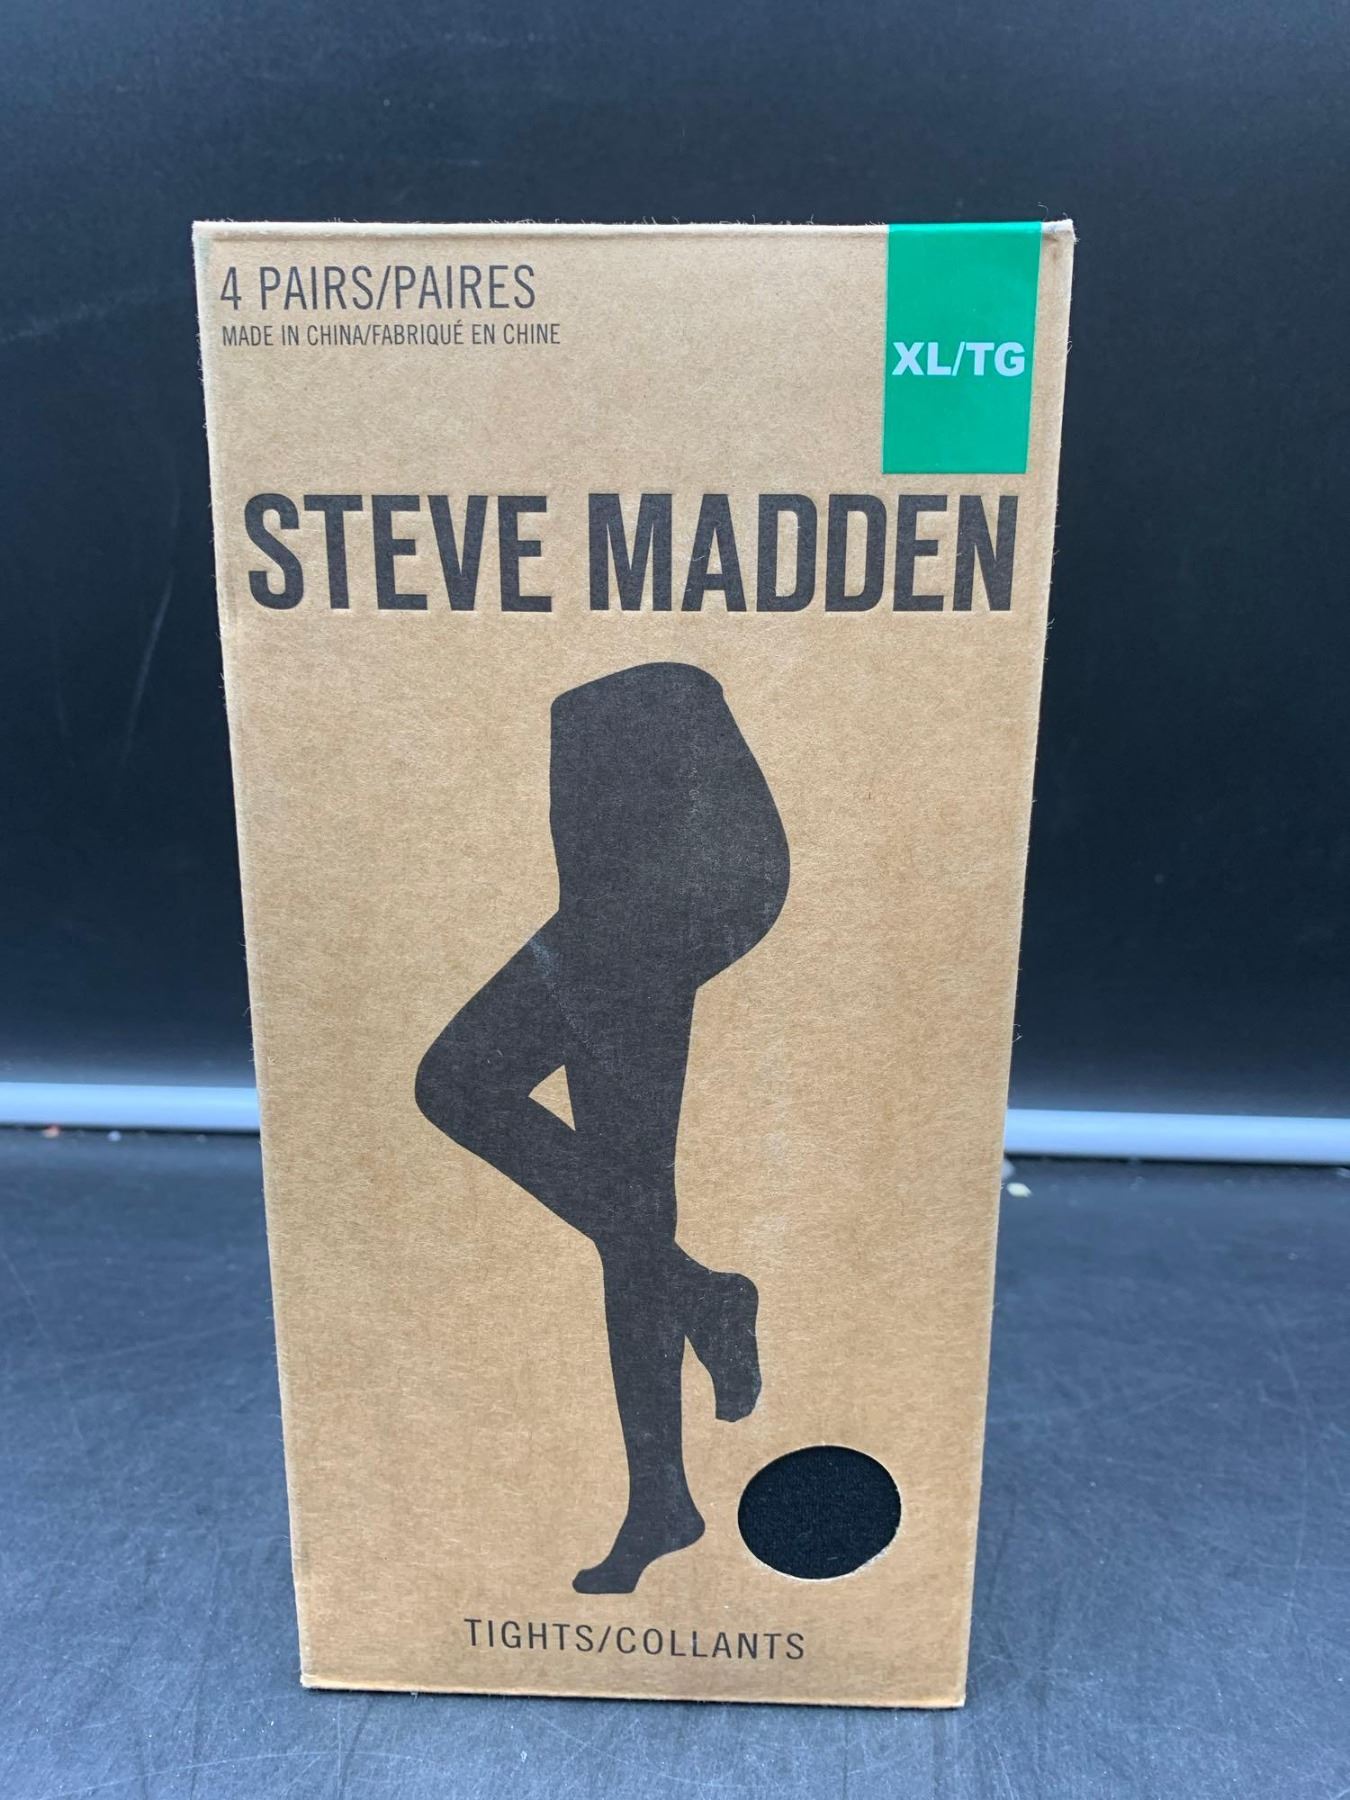 4 PAIRS/PAIRES
MADE IN CHINA/FABRIQUÉ EN CHINE
XL/TG
STEVE MADDEN
TIGHTS/COLLANTS